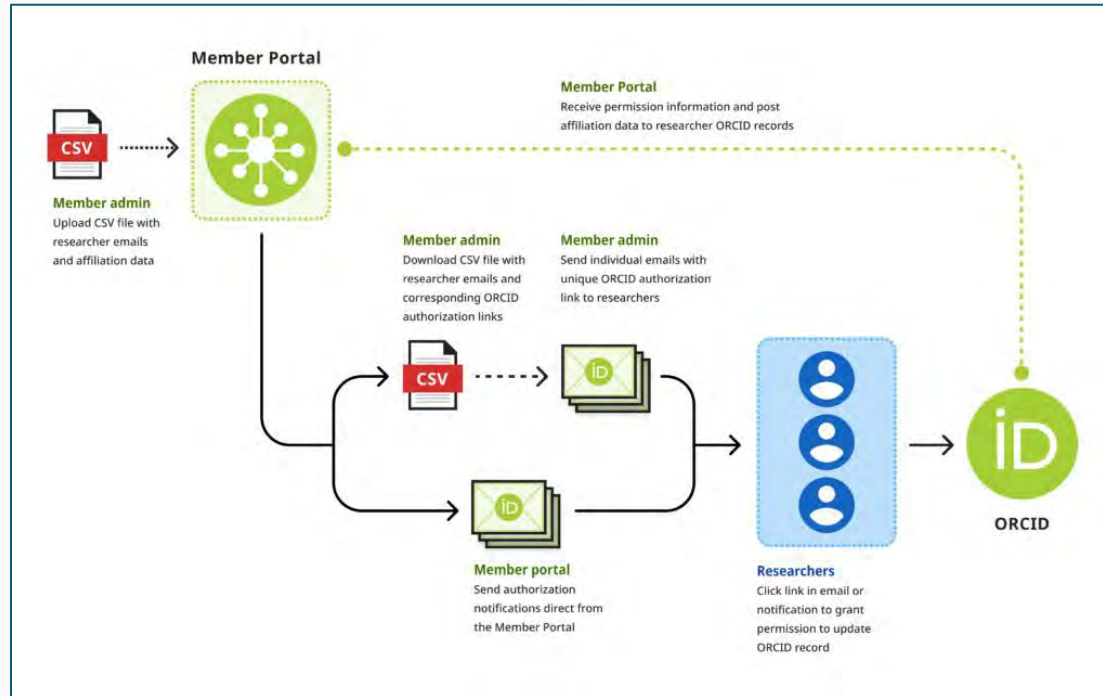 Member Portal
CSV
Member admin
Upload CSV file with
researcher emails
and affiliation data
Member Portal
Receive permission information and post
affiliation data to researcher ORCID records
Member admin
Download CSV file with
researcher emails and
corresponding ORCID
authorization links
Member admin
Send individual emails with
unique ORCID authorization
link to researchers
CSV
iD
iD
Member portal
Send authorization
notifications direct from
the Member Portal
Researchers
Click link in email or
notification to grant
permission to update
ORCID record
iD
ORCID